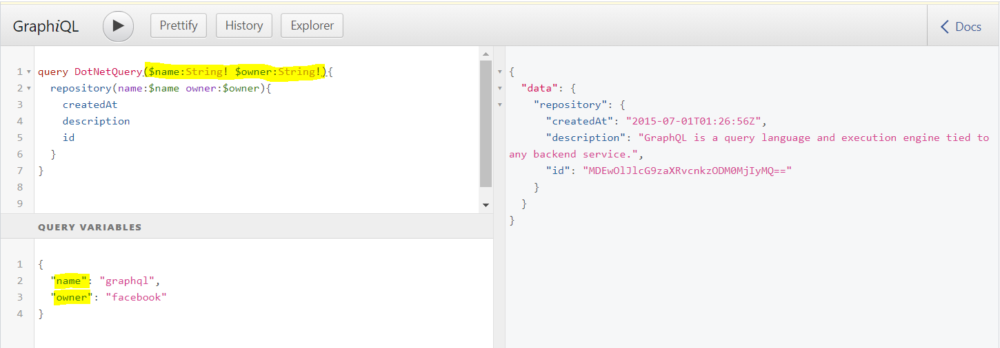 GraphiQL
Prettify
History
Explorer
Docs
1 query DotNetQuery($name:String! $owner:String!){
2 repository(name:$name owner:$owner){
3 createdAt
4 description
5 id
6 }
7 }
8
9
QUERY VARIABLES
1 {
2 "name": "graphql",
3 "owner": "facebook"
4 }
{
"data": {
"repository": {
"createdAt": "2015-07-01T01:26:56Z",
"description": "GraphQL is a query language and execution engine tied to
any backend service.",
"id": "MDEwOlJlcG9zaXRvcnkzODM0MjIyMQ=="
}
}
}